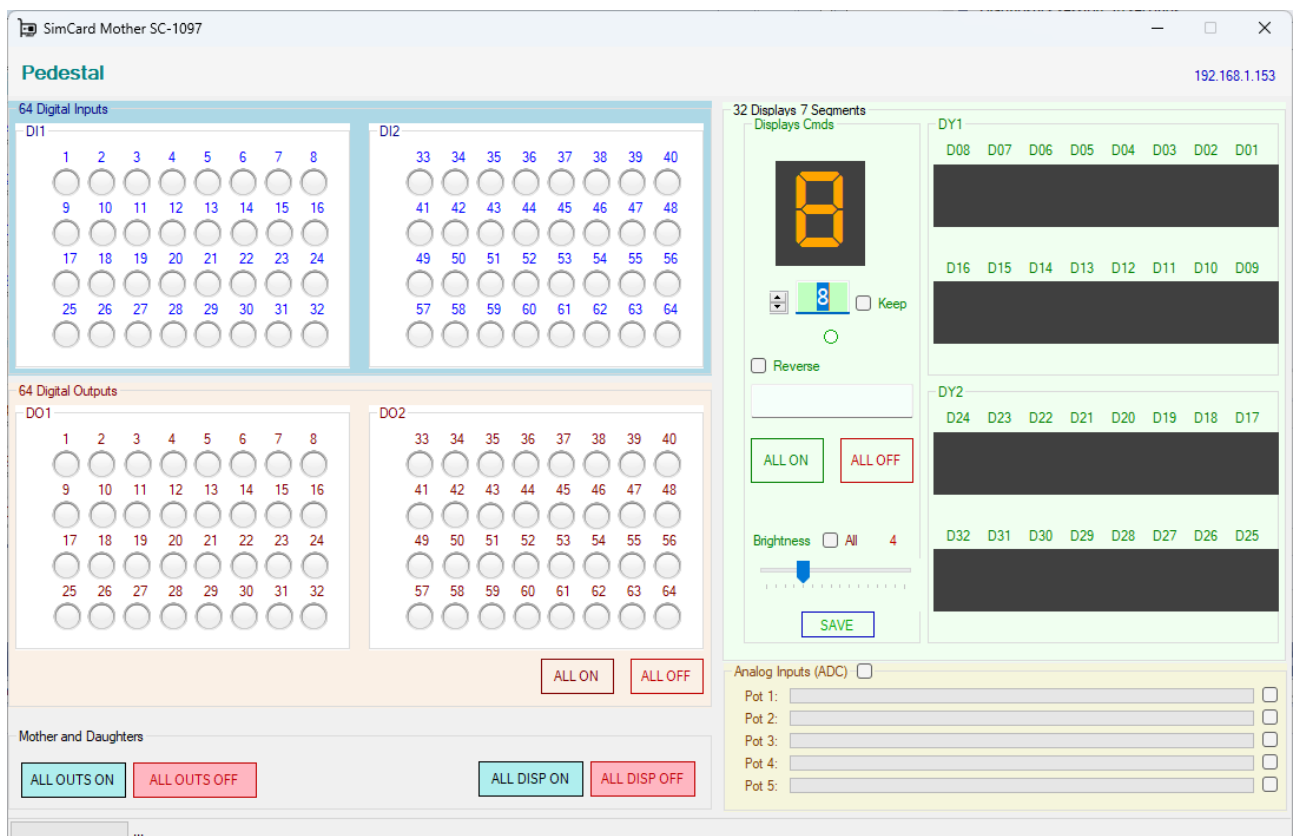 SimCard Mother SC-1097
Pedestal
192.168.1.153
64 Digital Inputs
DI1
1 2 3 4 5 6 7 8
9 10 11 12 13 14 15 16
17 18 19 20 21 22 23 24
25 26 27 28 29 30 31 32
DI2
33 34 35 36 37 38 39 40
41 42 43 44 45 46 47 48
49 50 51 52 53 54 55 56
57 58 59 60 61 62 63 64
64 Digital Outputs
DO1
1 2 3 4 5 6 7 8
9 10 11 12 13 14 15 16
17 18 19 20 21 22 23 24
25 26 27 28 29 30 31 32
DO2
33 34 35 36 37 38 39 40
41 42 43 44 45 46 47 48
49 50 51 52 53 54 55 56
57 58 59 60 61 62 63 64
ALL ON ALL OFF
Mother and Daughters
ALL OUTS ON ALL OUTS OFF ALL DISP ON ALL DISP OFF
...
32 Displays 7 Segments
Displays Cmds
8
8 Keep
Reverse
ALL ON ALL OFF
Brightness All 4
SAVE
DY1
D08 D07 D06 D05 D04 D03 D02 D01
D16 D15 D14 D13 D12 D11 D10 D09
DY2
D24 D23 D22 D21 D20 D19 D18 D17
D32 D31 D30 D29 D28 D27 D26 D25
Analog Inputs (ADC)
Pot 1:
Pot 2:
Pot 3:
Pot 4:
Pot 5: